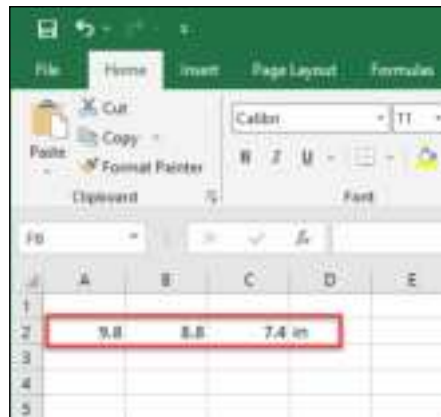 File Home Insert Page Layout Formulas
Cut
Copy
Paste
Format Painter
Calibri 11
B I U
Clipboard Font
F6 fx
A B C D E
1
2 9.8 8.8 7.4 in
3
4
5